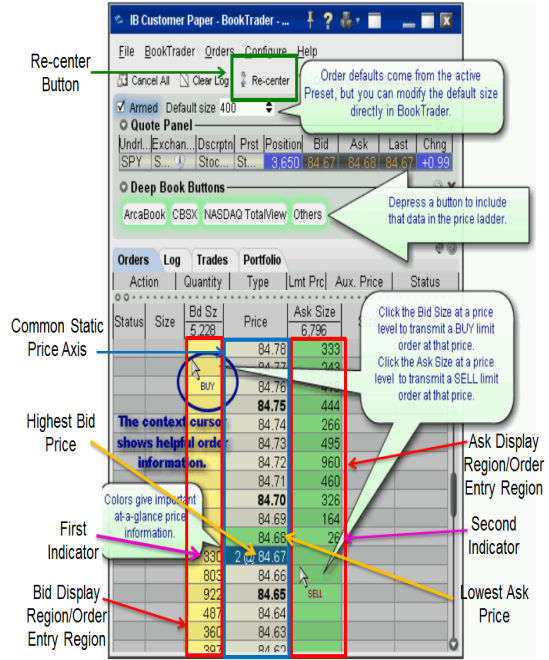 IB Customer Paper - BookTrader - ...
File BookTrader Orders Configure Help
Re-center
Button
Cancel All Clear Log Re-center
Order defaults come from the active
Preset, but you can modify the default size
directly in BookTrader.
Armed Default size 400
Quote Panel
Undrl... Exchan... Dscrptn Prst Position Bid Ask Last Chng
SPY S... Stoc... St... 3,650 84.67 84.68 84.67 +0.99
Deep Book Buttons
ArcaBook CBSX NASDAQ TotalView Others
Depress a button to include
that data in the price ladder.
Orders Log Trades Portfolio
Action Quantity Type Lmt Prc Aux. Price Status
Status Size Bd Sz Price Ask Size
5,228 6,796
Click the Bid Size at a price
level to transmit a BUY limit
order at that price.
Click the Ask Size at a price
level to transmit a SELL limit
order at that price.
Common Static
Price Axis
84.78 333
84.77 243
BUY 84.76
84.75 444
The context cursor 84.74 266
shows helpful order 84.73 495
information. 84.72 960
84.71 460
84.70 326
84.69 164
84.68 26
330 2 @ 84.67
803 84.66
922 84.65 SELL
487 84.64
360 84.63
397 84.62
Highest Bid
Price
Colors give important
at-a-glance price
information.
First
Indicator
Bid Display
Region/Order
Entry Region
Ask Display
Region/Order
Entry Region
Second
Indicator
Lowest Ask
Price